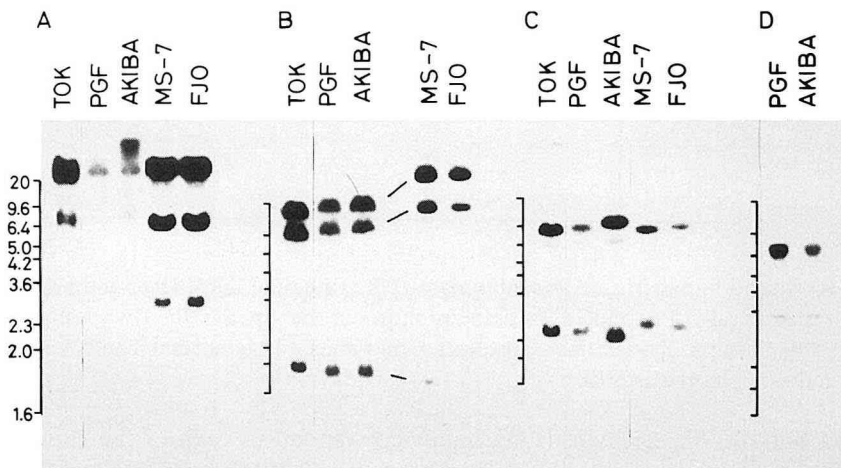 A
B
C
D
TOK
PGF
AKIBA
MS-7
FJO
TOK
PGF
AKIBA
MS-7
FJO
TOK
PGF
AKIBA
MS-7
FJO
PGF
AKIBA
20
9.6
6.4
5.0
4.2
3.6
2.3
2.0
1.6